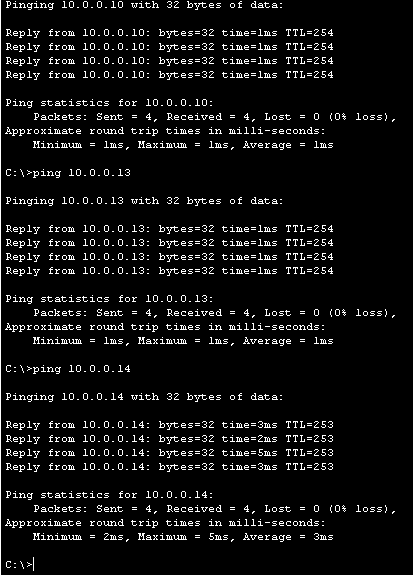 Pinging 10.0.0.10 with 32 bytes of data:
Reply from 10.0.0.10: bytes=32 time=1ms TTL=254
Reply from 10.0.0.10: bytes=32 time=1ms TTL=254
Reply from 10.0.0.10: bytes=32 time=1ms TTL=254
Reply from 10.0.0.10: bytes=32 time=1ms TTL=254
Ping statistics for 10.0.0.10:
    Packets: Sent = 4, Received = 4, Lost = 0 (0% loss),
Approximate round trip times in milli-seconds:
    Minimum = 1ms, Maximum = 1ms, Average = 1ms
C:\>ping 10.0.0.13
Pinging 10.0.0.13 with 32 bytes of data:
Reply from 10.0.0.13: bytes=32 time=1ms TTL=254
Reply from 10.0.0.13: bytes=32 time=1ms TTL=254
Reply from 10.0.0.13: bytes=32 time=1ms TTL=254
Reply from 10.0.0.13: bytes=32 time=1ms TTL=254
Ping statistics for 10.0.0.13:
    Packets: Sent = 4, Received = 4, Lost = 0 (0% loss),
Approximate round trip times in milli-seconds:
    Minimum = 1ms, Maximum = 1ms, Average = 1ms
C:\>ping 10.0.0.14
Pinging 10.0.0.14 with 32 bytes of data:
Reply from 10.0.0.14: bytes=32 time=3ms TTL=253
Reply from 10.0.0.14: bytes=32 time=2ms TTL=253
Reply from 10.0.0.14: bytes=32 time=5ms TTL=253
Reply from 10.0.0.14: bytes=32 time=3ms TTL=253
Ping statistics for 10.0.0.14:
    Packets: Sent = 4, Received = 4, Lost = 0 (0% loss),
Approximate round trip times in milli-seconds:
    Minimum = 2ms, Maximum = 5ms, Average = 3ms
C:\>